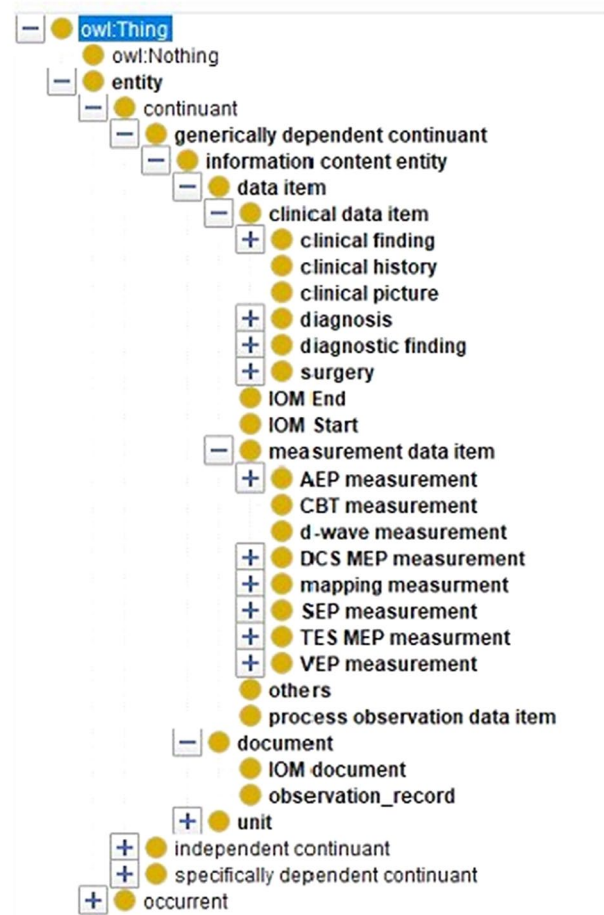 owl:Thing
owl:Nothing
entity
continuant
generically dependent continuant
information content entity
data item
clinical data item
clinical finding
clinical history
clinical picture
diagnosis
diagnostic finding
surgery
IOM End
IOM Start
measurement data item
AEP measurement
CBT measurement
d-wave measurement
DCS MEP measurement
mapping measurment
SEP measurement
TES MEP measurment
VEP measurement
others
process observation data item
document
IOM document
observation_record
unit
independent continuant
specifically dependent continuant
occurrent